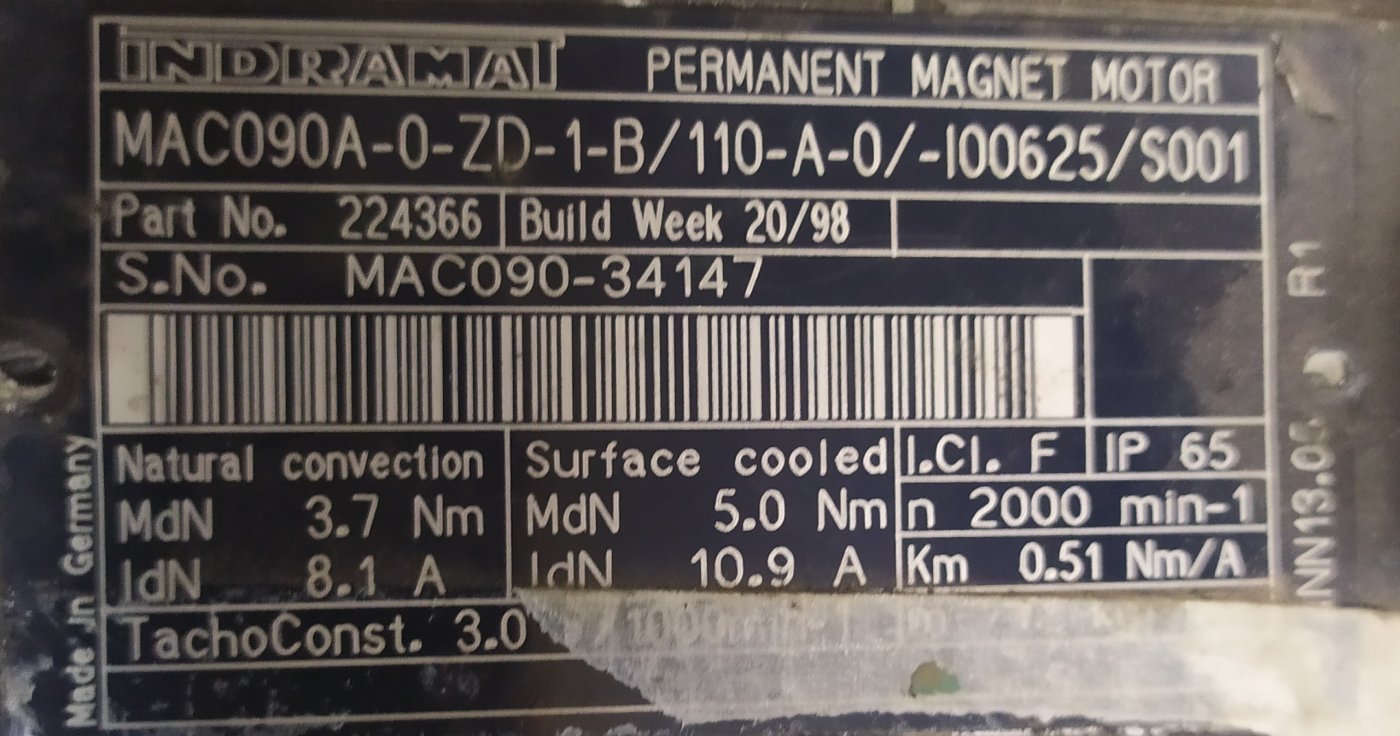 INDRAMAT PERMANENT MAGNET MOTOR
MAC090A-0-ZD-1-B/110-A-0/-I00625/S001
Part No. 224366 Build Week 20/98
S.No. MAC090-34147
Natural convection Surface cooled I.Cl. F IP 65
MdN 3.7 Nm MdN 5.0 Nm n 2000 min-1
IdN 8.1 A IdN 10.9 A Km 0.51 Nm/A
TachoConst. 3.0
Made in Germany
R1